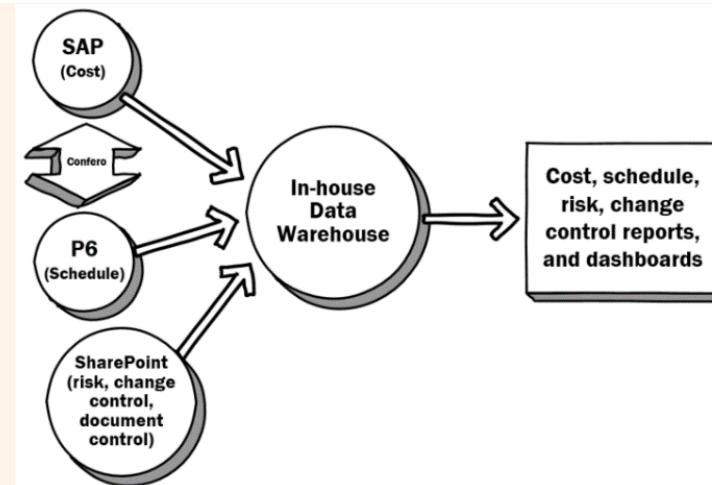 SAP
(Cost)
Confero
P6
(Schedule)
SharePoint
(risk, change
control,
document
control)
In-house
Data
Warehouse
Cost, schedule,
risk, change
control reports,
and dashboards